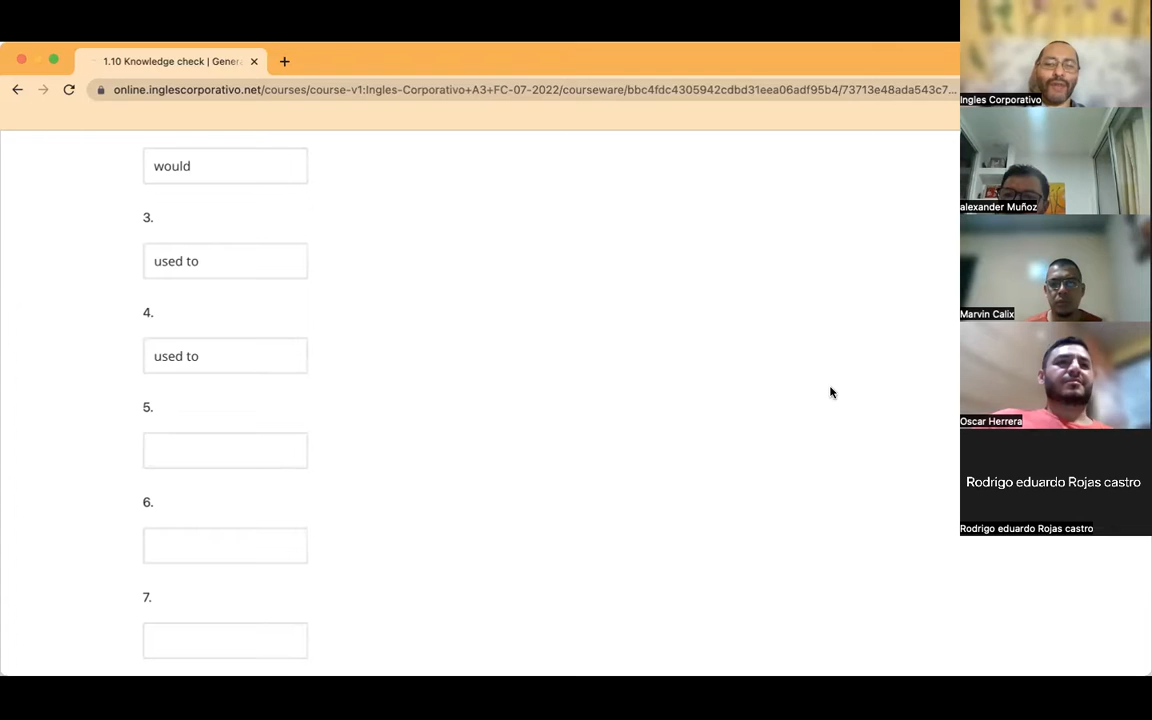 1.10 Knowledge check | Gener
online.inglescorporativo.net/courses/course-v1:Ingles-Corporativo+A3+FC-07-2022/courseware/bbc4fdc4305942cdbd31eea06adf95b4/73713e48ada543c7...
would
3.
used to
4.
used to
5.
6.
7.
Ingles Corporativo
alexander Muñoz
Marvin Calix
Oscar Herrera
Rodrigo eduardo Rojas castro
Rodrigo eduardo Rojas castro